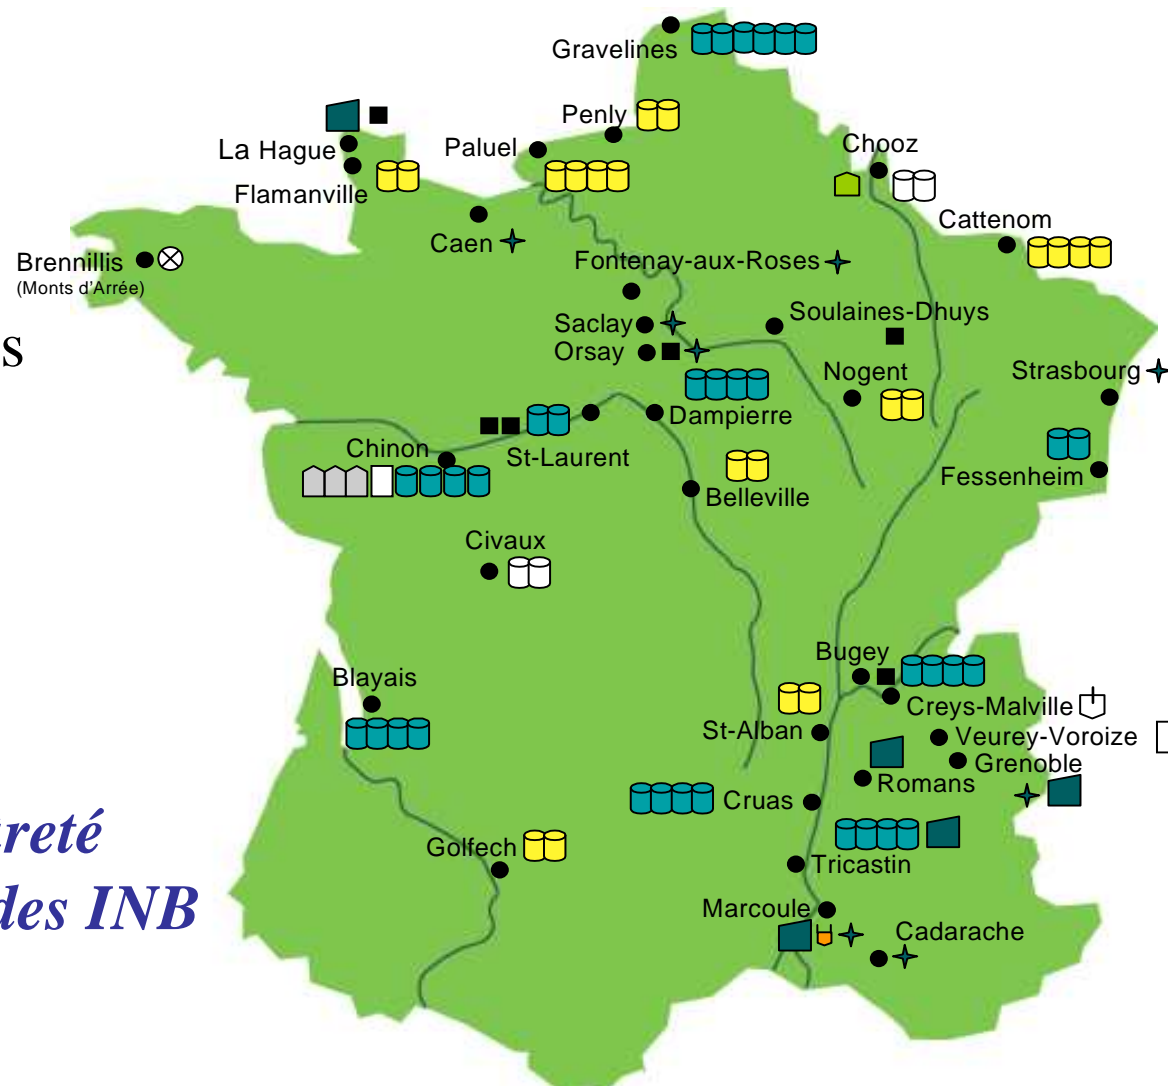 Gravelines
Penly
La Hague
Paluel
Chooz
Flamanville
Cattenom
Caen
Brennillis
(Monts d'Arrée)
Fontenay-aux-Roses
Soulaines-Dhuys
Saclay
Orsay
s
Nogent
Strasbourg
Dampierre
Chinon
St-Laurent
Fessenheim
Belleville
Civaux
Bugey
Blayais
Creys-Malville
St-Alban
Veurey-Voroize
Grenoble
Romans
Cruas
reté
Golfech
Tricastin
des INB
Marcoule
Cadarache